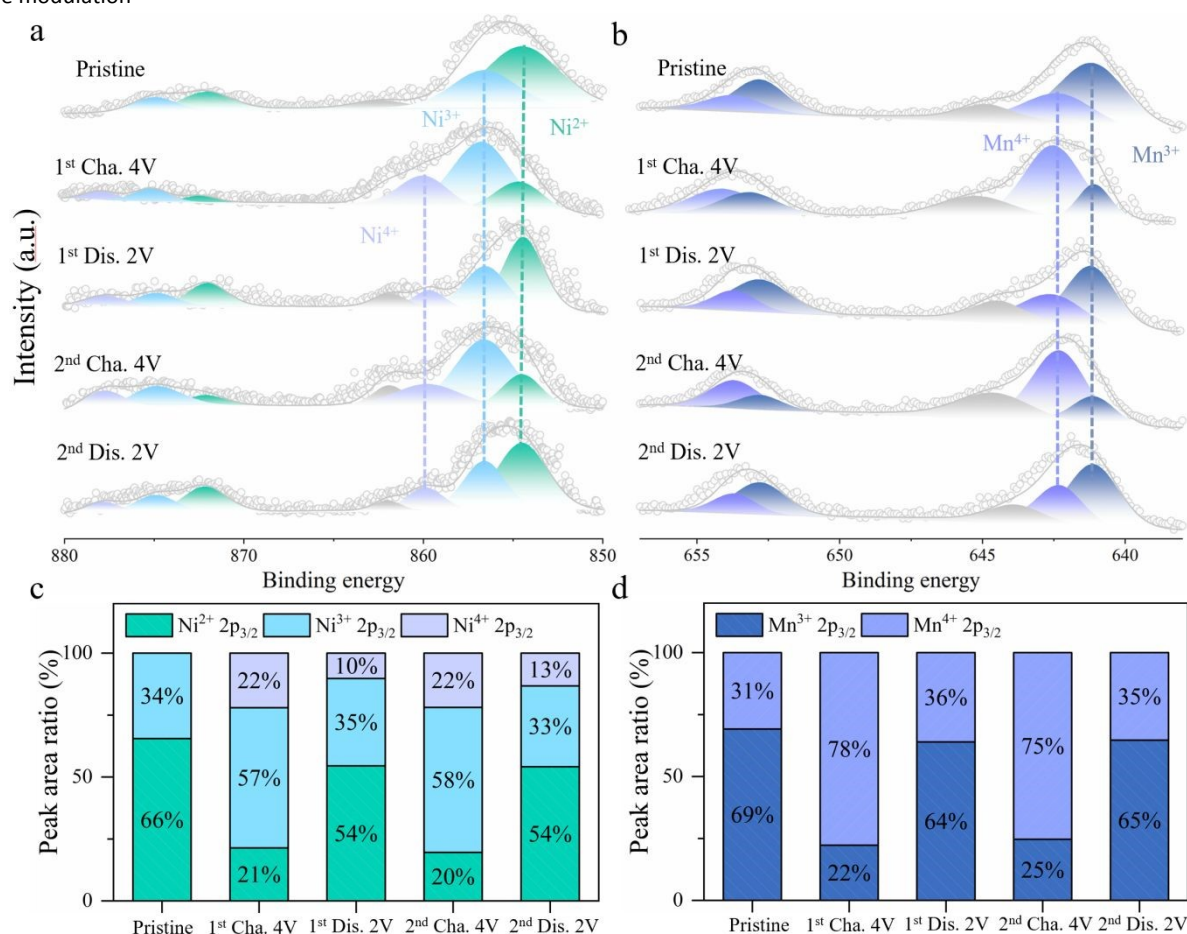 e modulation
a
Pristine
Ni³⁺
Ni²⁺
1st Cha. 4V
Ni⁴⁺
1st Dis. 2V
2nd Cha. 4V
2nd Dis. 2V
Intensity (a.u.)
880 870 860 850
Binding energy
b
Pristine
Mn⁴⁺
Mn³⁺
1st Cha. 4V
1st Dis. 2V
2nd Cha. 4V
2nd Dis. 2V
655 650 645 640
Binding energy
c
Ni²⁺ 2p3/2 Ni³⁺ 2p3/2 Ni⁴⁺ 2p3/2
Peak area ratio (%)
100
50
0
34% 22% 10% 22% 13%
57% 35% 58% 33%
66% 21% 54% 20% 54%
Pristine 1st Cha. 4V 1st Dis. 2V 2nd Cha. 4V 2nd Dis. 2V
d
Mn³⁺ 2p3/2 Mn⁴⁺ 2p3/2
Peak area ratio (%)
100
50
0
31% 78% 36% 75% 35%
69% 22% 64% 25% 65%
Pristine 1st Cha. 4V 1st Dis. 2V 2nd Cha. 4V 2nd Dis. 2V